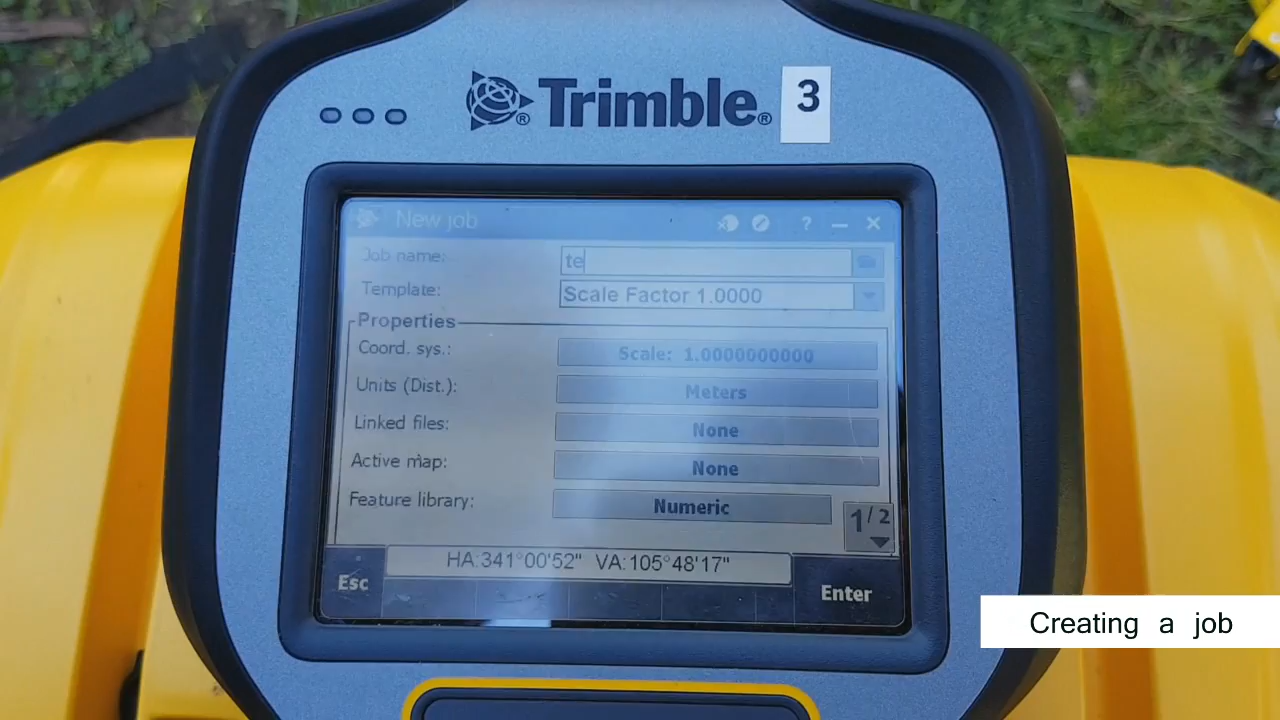 Trimble® 3
New job ? — X
Job name: te
Template: Scale Factor 1.0000
Properties
Coord. sys.: Scale: 1.0000000000
Units (Dist.): Meters
Linked files: None
Active map: None
Feature library: Numeric
1/2
HA:341°00'52" VA:105°48'17"
Esc Enter
Creating a job